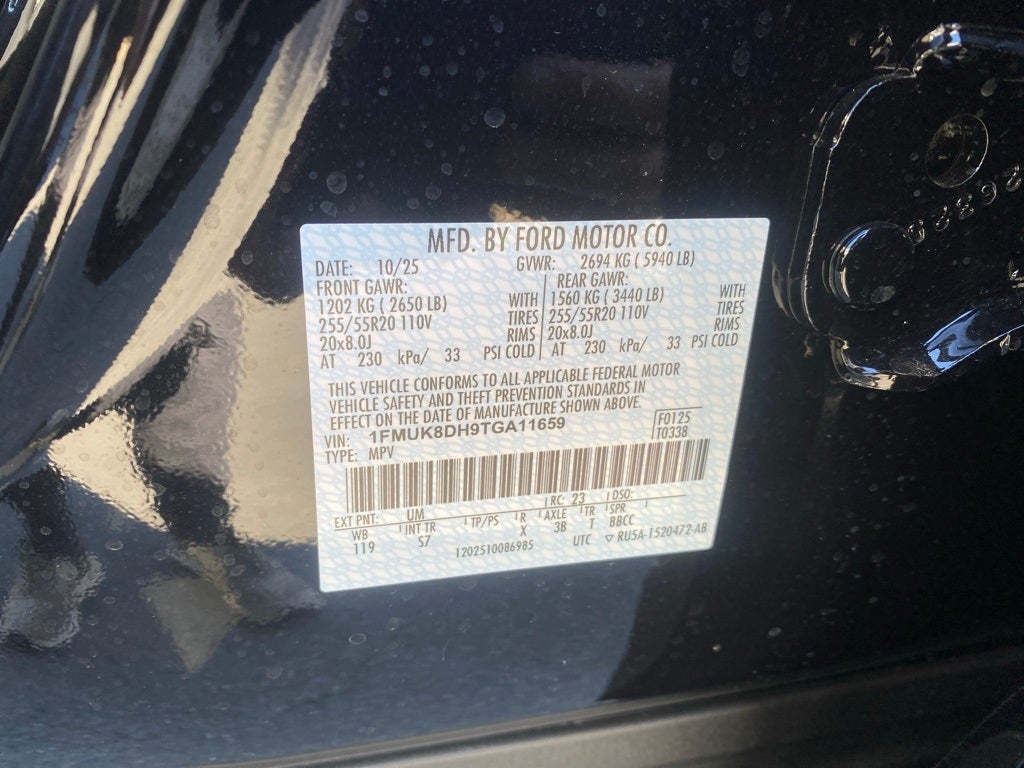 MFD. BY FORD MOTOR CO.
DATE: 10/25 GVWR: 2694 KG ( 5940 LB)
FRONT GAWR: REAR GAWR:
1202 KG ( 2650 LB) WITH 1560 KG ( 3440 LB) WITH
255/55R20 110V TIRES 255/55R20 110V TIRES
20x8.0J RIMS 20x8.0J RIMS
AT 230 kPa/ 33 PSI COLD AT 230 kPa/ 33 PSI COLD
THIS VEHICLE CONFORMS TO ALL APPLICABLE FEDERAL MOTOR
VEHICLE SAFETY AND THEFT PREVENTION STANDARDS IN
EFFECT ON THE DATE OF MANUFACTURE SHOWN ABOVE.
VIN: 1FMUK8DH9TGA11659 F0125
TYPE: MPV T0338
EXT PNT: UM RC: 23 DSO:
WB INT TR TP/PS R AXLE TR SPR
119 S7 X 3B T BBCC
1202510086985 UTC ▽ RU5A-1520472-AB